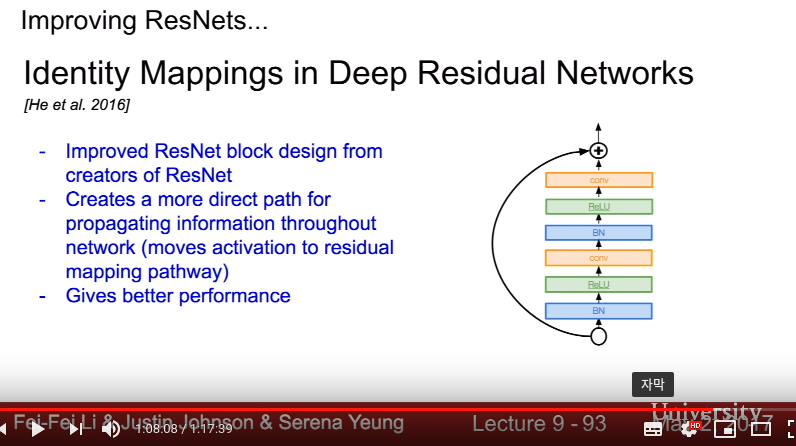 Improving ResNets...
Identity Mappings in Deep Residual Networks
[He et al. 2016]
- Improved ResNet block design from
creators of ResNet
- Creates a more direct path for
propagating information throughout
network (moves activation to residual
mapping pathway)
- Gives better performance
conv
ReLU
BN
conv
ReLU
BN
자막
University
Fei-Fei Li & Justin Johnson & Serena Yeung
Lecture 9 - 93
2017
1:08:08 / 1:17:39
HD